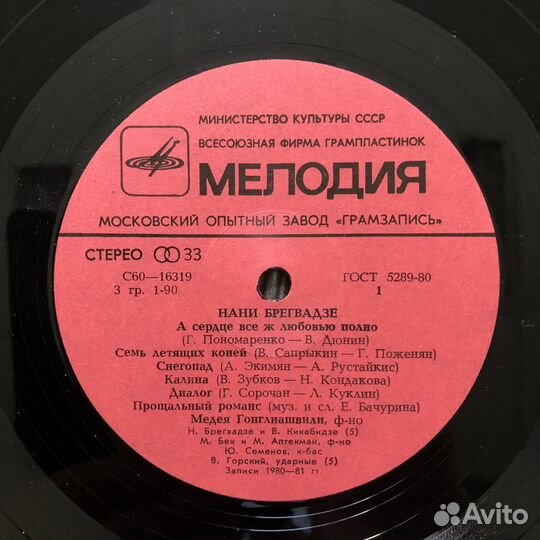 МИНИСТЕРСТВО КУЛЬТУРЫ СССР
ВСЕСОЮЗНАЯ ФИРМА ГРАМПЛАСТИНОК
МЕЛОДИЯ
МОСКОВСКИЙ ОПЫТНЫЙ ЗАВОД «ГРАМЗАПИСЬ»
СТЕРЕО 33
С60—16319 ГОСТ 5289-80
3 гр. 1-90 1
НАНИ БРЕГВАДЗЕ
А сердце все ж любовью полно
(Г. Пономаренко — В. Дюнин)
Семь летящих коней (В. Сапрыкин — Г. Поженян)
Снегопад (А. Экимян — А. Рустайкис)
Калина (В. Зубков — Н. Кондакова)
Диалог (Г. Сорочан — Л. Куклин)
Прощальный романс (муз. и сл. Е. Бачурина)
Медея Гонглиашвили, ф-но
Н. Брегвадзе и В. Кикабидзе (5)
М. Бек и М. Аптекман, ф-но
Ю. Семенов, к-бас
В. Горский, ударные (5)
Записи 1980—81 гг.
Avito